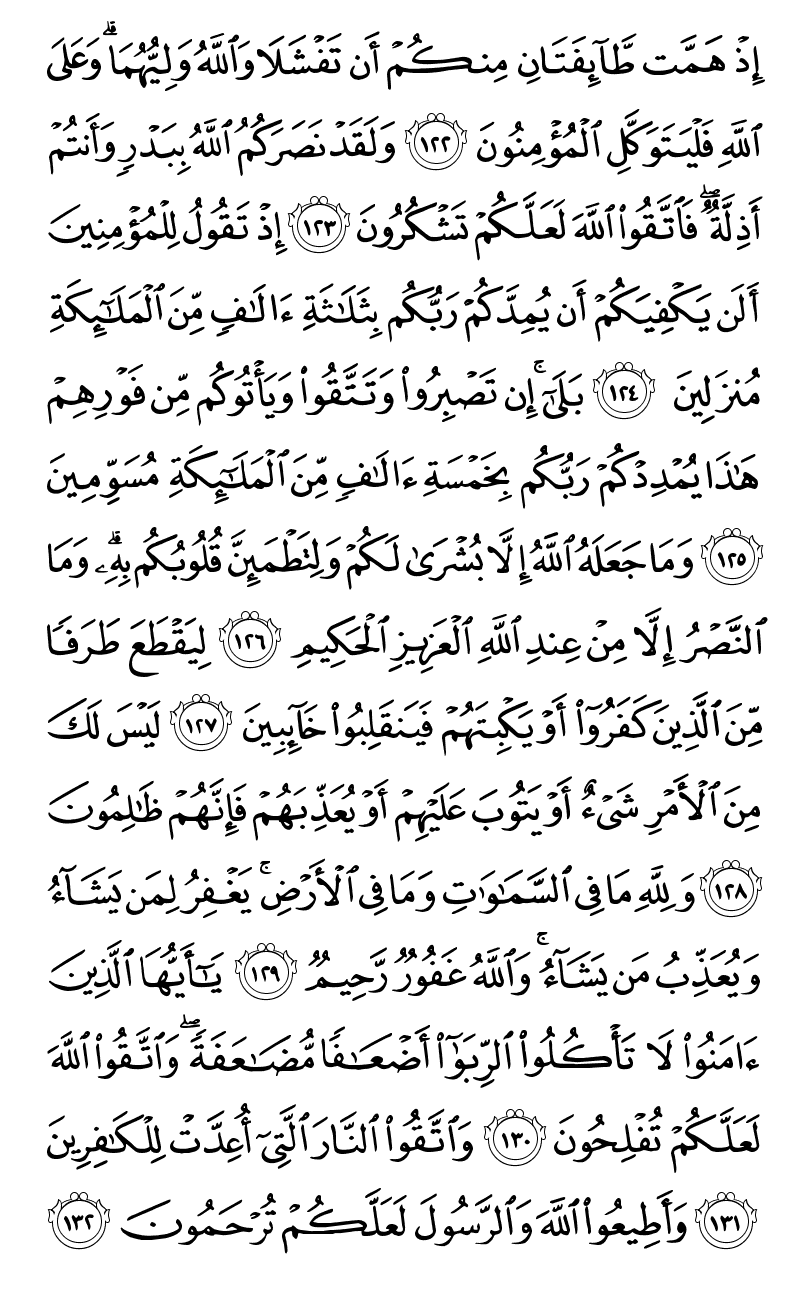 إِذْ هَمَّت طَّآئِفَتَانِ مِنكُمْ أَن تَفْشَلَا وَٱللَّهُ وَلِيُّهُمَا ۗ وَعَلَى
ٱللَّهِ فَلْيَتَوَكَّلِ ٱلْمُؤْمِنُونَ ١٢٢ وَلَقَدْ نَصَرَكُمُ ٱللَّهُ بِبَدْرٍ وَأَنتُمْ
أَذِلَّةٌ ۖ فَٱتَّقُوا۟ ٱللَّهَ لَعَلَّكُمْ تَشْكُرُونَ ١٢٣ إِذْ تَقُولُ لِلْمُؤْمِنِينَ
أَلَن يَكْفِيَكُمْ أَن يُمِدَّكُمْ رَبُّكُم بِثَلَٰثَةِ ءَالَٰفٍ مِّنَ ٱلْمَلَٰٓئِكَةِ
مُنزَلِينَ ١٢٤ بَلَىٰٓ ۚ إِن تَصْبِرُوا۟ وَتَتَّقُوا۟ وَيَأْتُوكُم مِّن فَوْرِهِمْ
هَٰذَا يُمْدِدْكُمْ رَبُّكُم بِخَمْسَةِ ءَالَٰفٍ مِّنَ ٱلْمَلَٰٓئِكَةِ مُسَوِّمِينَ
١٢٥ وَمَا جَعَلَهُ ٱللَّهُ إِلَّا بُشْرَىٰ لَكُمْ وَلِتَطْمَئِنَّ قُلُوبُكُم بِهِۦ ۗ وَمَا
ٱلنَّصْرُ إِلَّا مِنْ عِندِ ٱللَّهِ ٱلْعَزِيزِ ٱلْحَكِيمِ ١٢٦ لِيَقْطَعَ طَرَفًا
مِّنَ ٱلَّذِينَ كَفَرُوٓا۟ أَوْ يَكْبِتَهُمْ فَيَنقَلِبُوا۟ خَآئِبِينَ ١٢٧ لَيْسَ لَكَ
مِنَ ٱلْأَمْرِ شَىْءٌ أَوْ يَتُوبَ عَلَيْهِمْ أَوْ يُعَذِّبَهُمْ فَإِنَّهُمْ ظَٰلِمُونَ
١٢٨ وَلِلَّهِ مَا فِى ٱلسَّمَٰوَٰتِ وَمَا فِى ٱلْأَرْضِ ۚ يَغْفِرُ لِمَن يَشَآءُ
وَيُعَذِّبُ مَن يَشَآءُ ۚ وَٱللَّهُ غَفُورٌ رَّحِيمٌ ١٢٩ يَٰٓأَيُّهَا ٱلَّذِينَ
ءَامَنُوا۟ لَا تَأْكُلُوا۟ ٱلرِّبَوٰٓا۟ أَضْعَٰفًا مُّضَٰعَفَةً ۖ وَٱتَّقُوا۟ ٱللَّهَ
لَعَلَّكُمْ تُفْلِحُونَ ١٣٠ وَٱتَّقُوا۟ ٱلنَّارَ ٱلَّتِىٓ أُعِدَّتْ لِلْكَٰفِرِينَ
١٣١ وَأَطِيعُوا۟ ٱللَّهَ وَٱلرَّسُولَ لَعَلَّكُمْ تُرْحَمُونَ ١٣٢